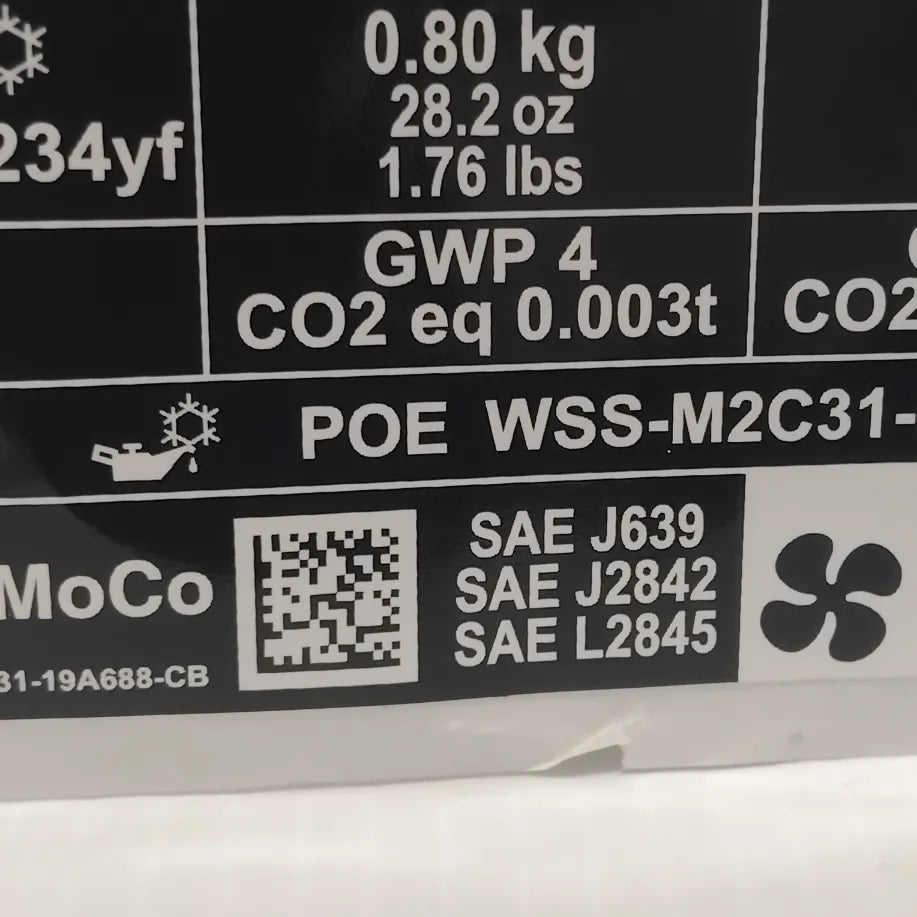 0.80 kg
28.2 oz
234yf
1.76 lbs
GWP 4
CO2 eq 0.003t
CO2
POE WSS-M2C31-
SAE J639
SAE J2842
MoCo
SAE L2845
31-19A688-CB